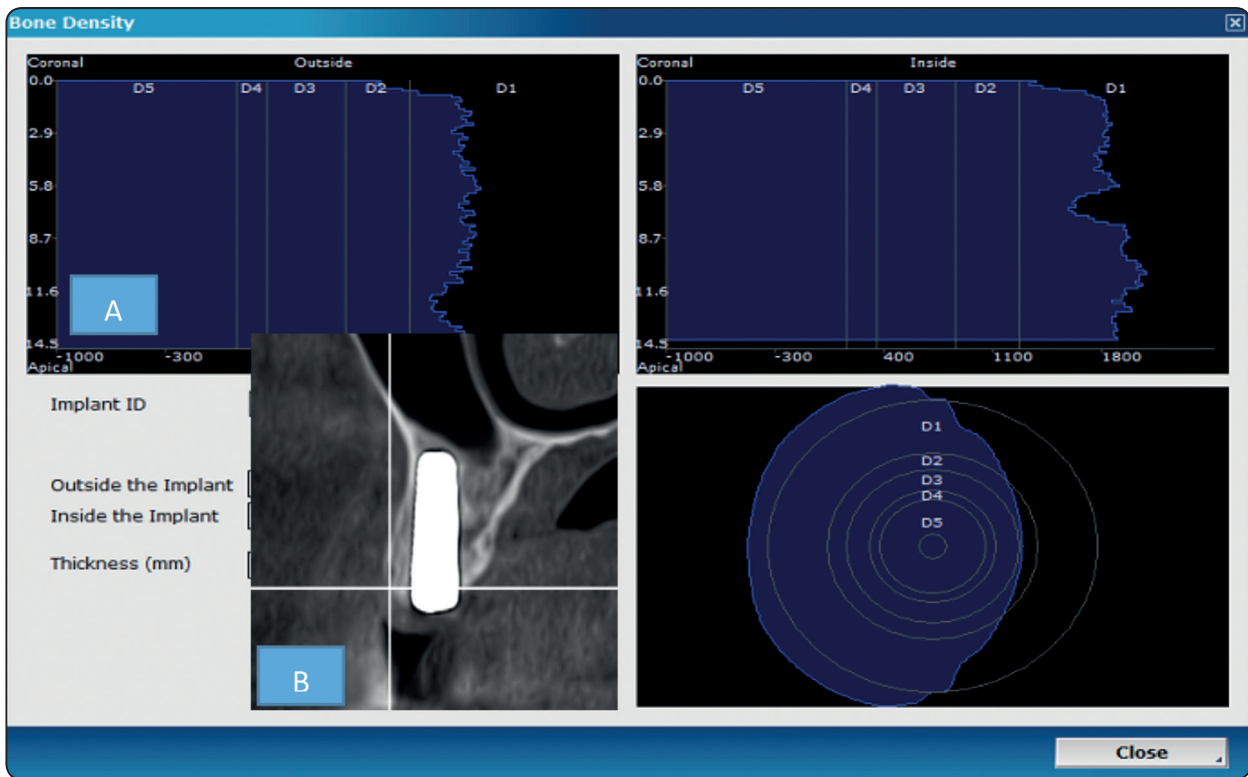 Bone Density
Coronal Outside
0.0
D5 D4 D3 D2 D1
2.9
5.8
8.7
11.6
A
14.5
-1000 -300
Apical
Coronal Inside
D5 D4 D3 D2 D1
0.0
2.9
5.8
8.7
11.6
14.5
-1000 -300 400 1100 1800
Apical
Implant ID
Outside the Implant
Inside the Implant
Thickness (mm)
B
D1
D2
D3
D4
D5
Close